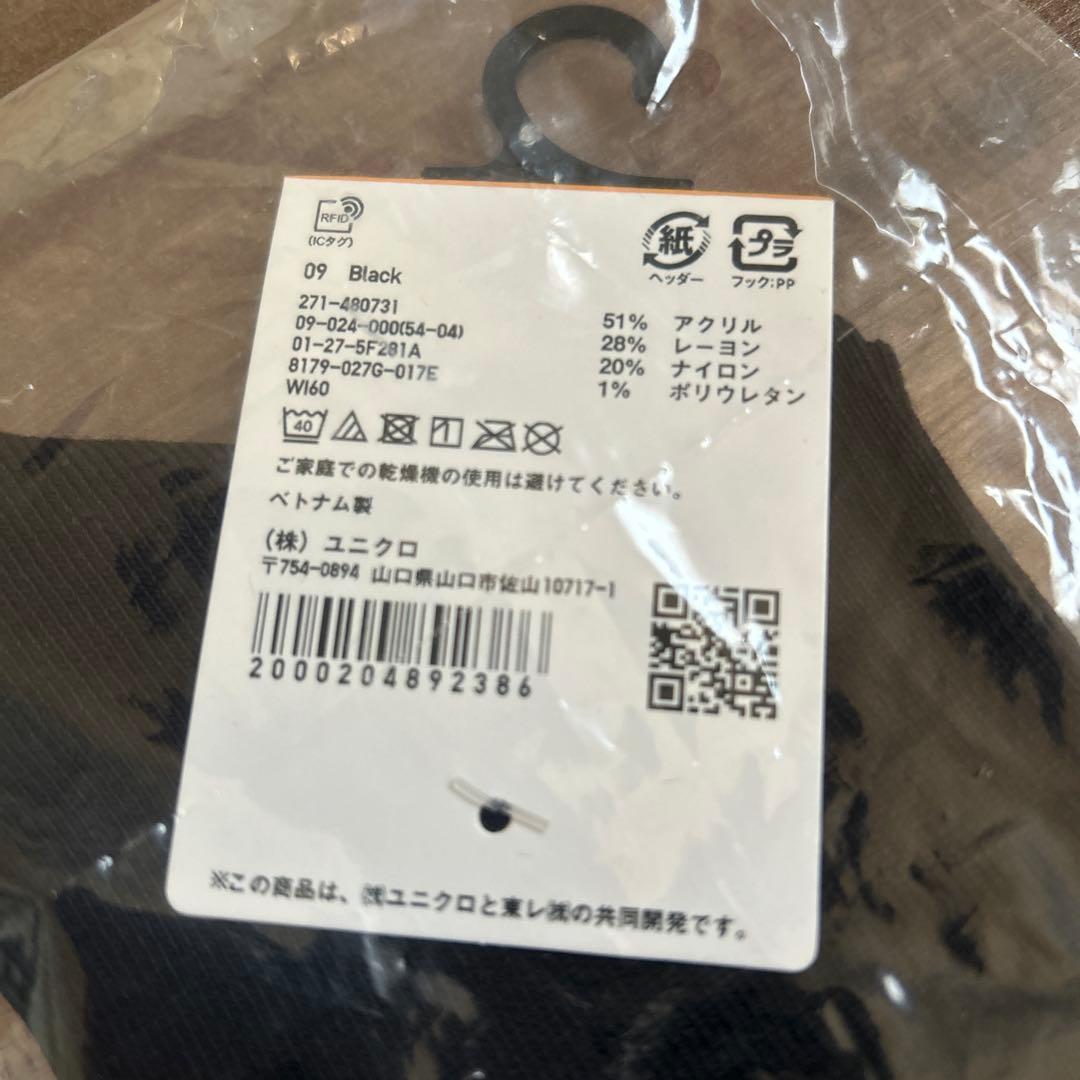 RFID
(ICタグ)
紙
ヘッダー
プラ
フック:PP
09 Black
271-480731
09-024-000(54-04)
01-27-5F281A
8179-027G-017E
WI60
51% アクリル
28% レーヨン
20% ナイロン
1% ポリウレタン
40
ご家庭での乾燥機の使用は避けてください。
ベトナム製
(株) ユニクロ
〒754-0894 山口県山口市佐山10717-1
2000204892386
※この商品は、㈱ユニクロと東レ㈱の共同開発です。